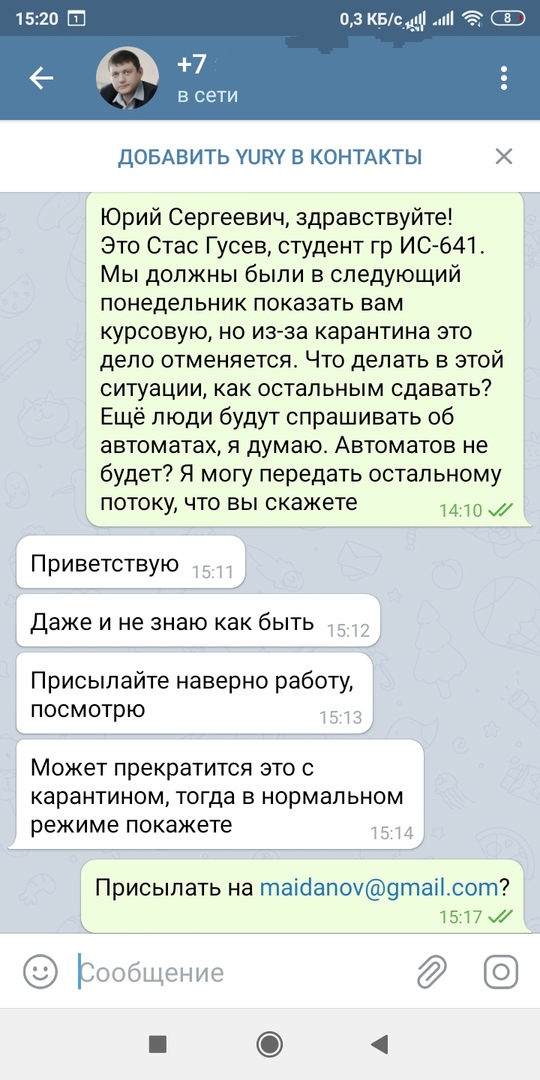 15:20
1
0,3 КБ/с
8
+7
в сети
ДОБАВИТЬ YURY В КОНТАКТЫ
Юрий Сергеевич, здравствуйте!
Это Стас Гусев, студент гр ИС-641.
Мы должны были в следующий
понедельник показать вам
курсовую, но из-за карантина это
дело отменяется. Что делать в этой
ситуации, как остальным сдавать?
Ещё люди будут спрашивать об
автоматах, я думаю. Автоматов не
будет? Я могу передать остальному
потоку, что вы скажете
14:10
Приветствую
15:11
Даже и не знаю как быть
15:12
Присылайте наверно работу,
посмотрю
15:13
Может прекратится это с
карантином, тогда в нормальном
режиме покажете
15:14
Присылать на maidanov@gmail.com?
15:17
Сообщение